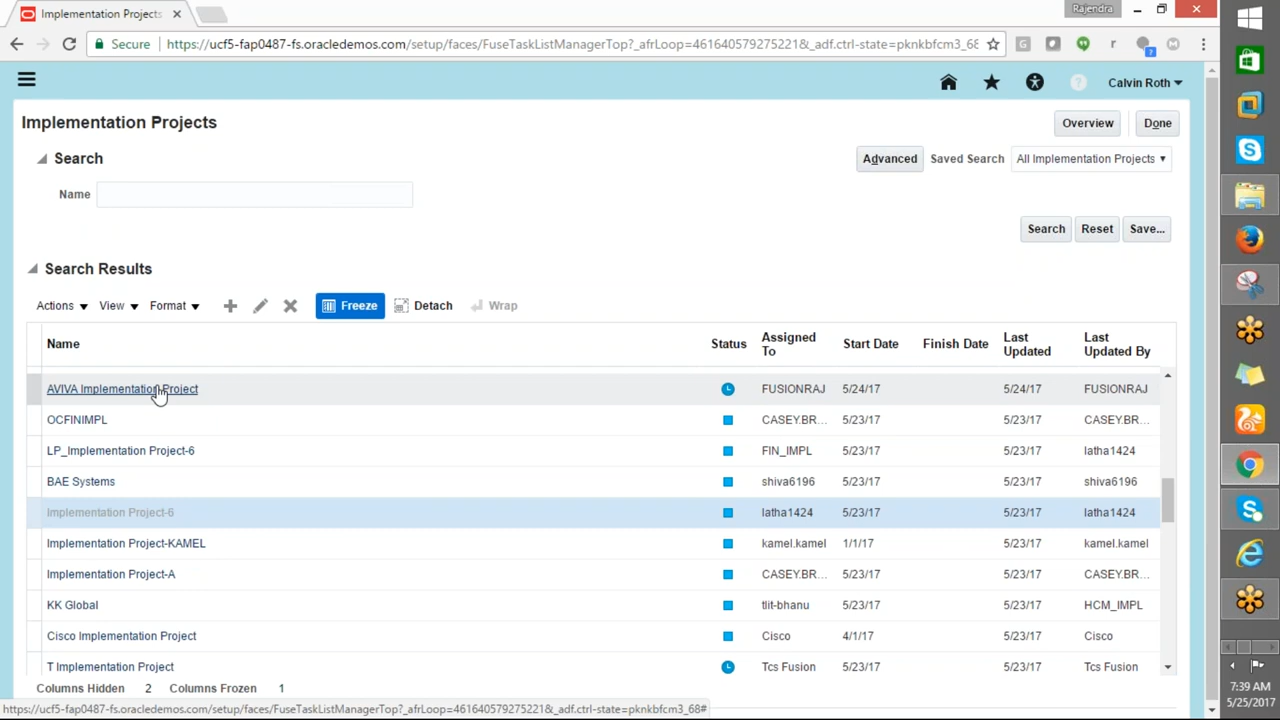 Implementation Projects
Rajendra
Secure
https://ucf5-fap0487-fs.oracledemos.com/setup/faces/FuseTaskListManagerTop?_afrLoop=461640579275221&_adf.ctrl-state=pknkbfcm3_68
Calvin Roth
Implementation Projects
Overview
Done
Search
Advanced
Saved Search
All Implementation Projects
Name
Search
Reset
Save...
Search Results
Actions
View
Format
Freeze
Detach
Wrap
Name Status Assigned To Start Date Finish Date Last Updated Last Updated By
AVIVA Implementation Project FUSIONRAJ 5/24/17 5/24/17 FUSIONRAJ
OCFINIMPL CASEY.BR... 5/23/17 5/23/17 CASEY.BR...
LP_Implementation Project-6 FIN_IMPL 5/23/17 5/23/17 latha1424
BAE Systems shiva6196 5/23/17 5/23/17 shiva6196
Implementation Project-6 latha1424 5/23/17 5/23/17 latha1424
Implementation Project-KAMEL kamel.kamel 1/1/17 5/23/17 kamel.kamel
Implementation Project-A CASEY.BR... 5/23/17 5/23/17 CASEY.BR...
KK Global tlit-bhanu 5/23/17 5/23/17 HCM_IMPL
Cisco Implementation Project Cisco 4/1/17 5/23/17 Cisco
T Implementation Project Tcs Fusion 5/23/17 5/23/17 Tcs Fusion
Columns Hidden 2 Columns Frozen 1
https://ucf5-fap0487-fs.oracledemos.com/setup/faces/FuseTaskListManagerTop?_afrLoop=461640579275221&_adf.ctrl-state=pknkbfcm3_68#
7:39 AM
5/25/2017